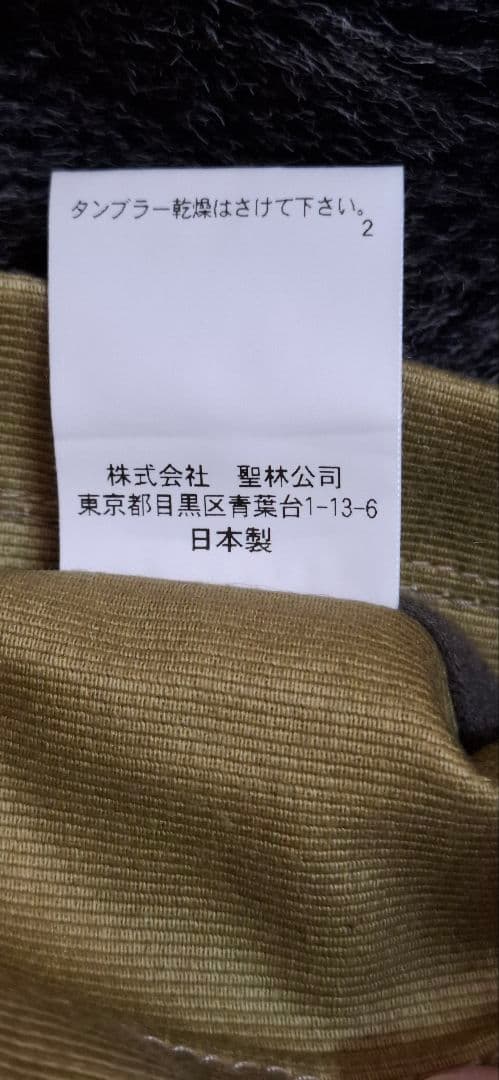 タンブラー乾燥はさけて下さい。
2
株式会社　聖林公司
東京都目黒区青葉台1-13-6
日本製